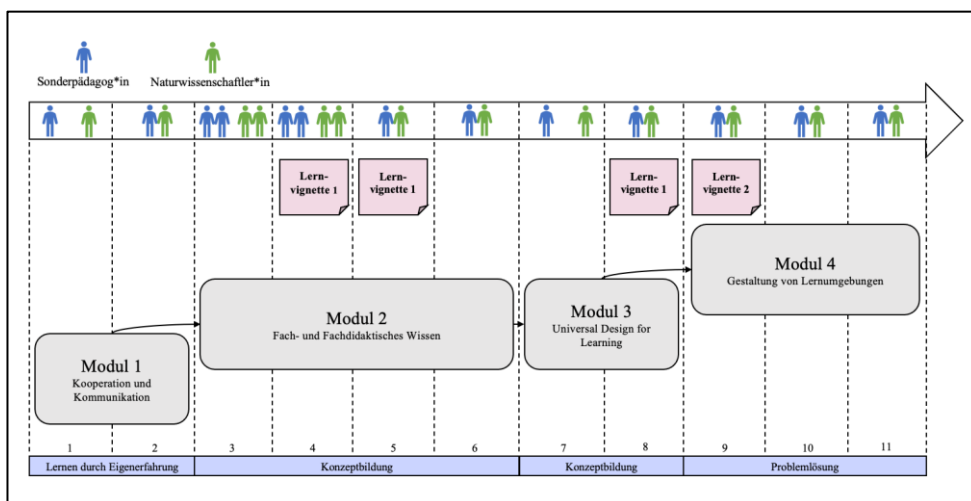 Sonderpädagog*in
Naturwissenschaftler*in
Lern-
vignette 1
Lern-
vignette 1
Lern-
vignette 1
Lern-
vignette 2
Modul 1
Kooperation und
Kommunikation
Modul 2
Fach- und Fachdidaktisches Wissen
Modul 3
Universal Design for
Learning
Modul 4
Gestaltung von Lernumgebungen
1 2 3 4 5 6 7 8 9 10 11
Lernen durch Eigenerfahrung Konzeptbildung Konzeptbildung Problemlösung